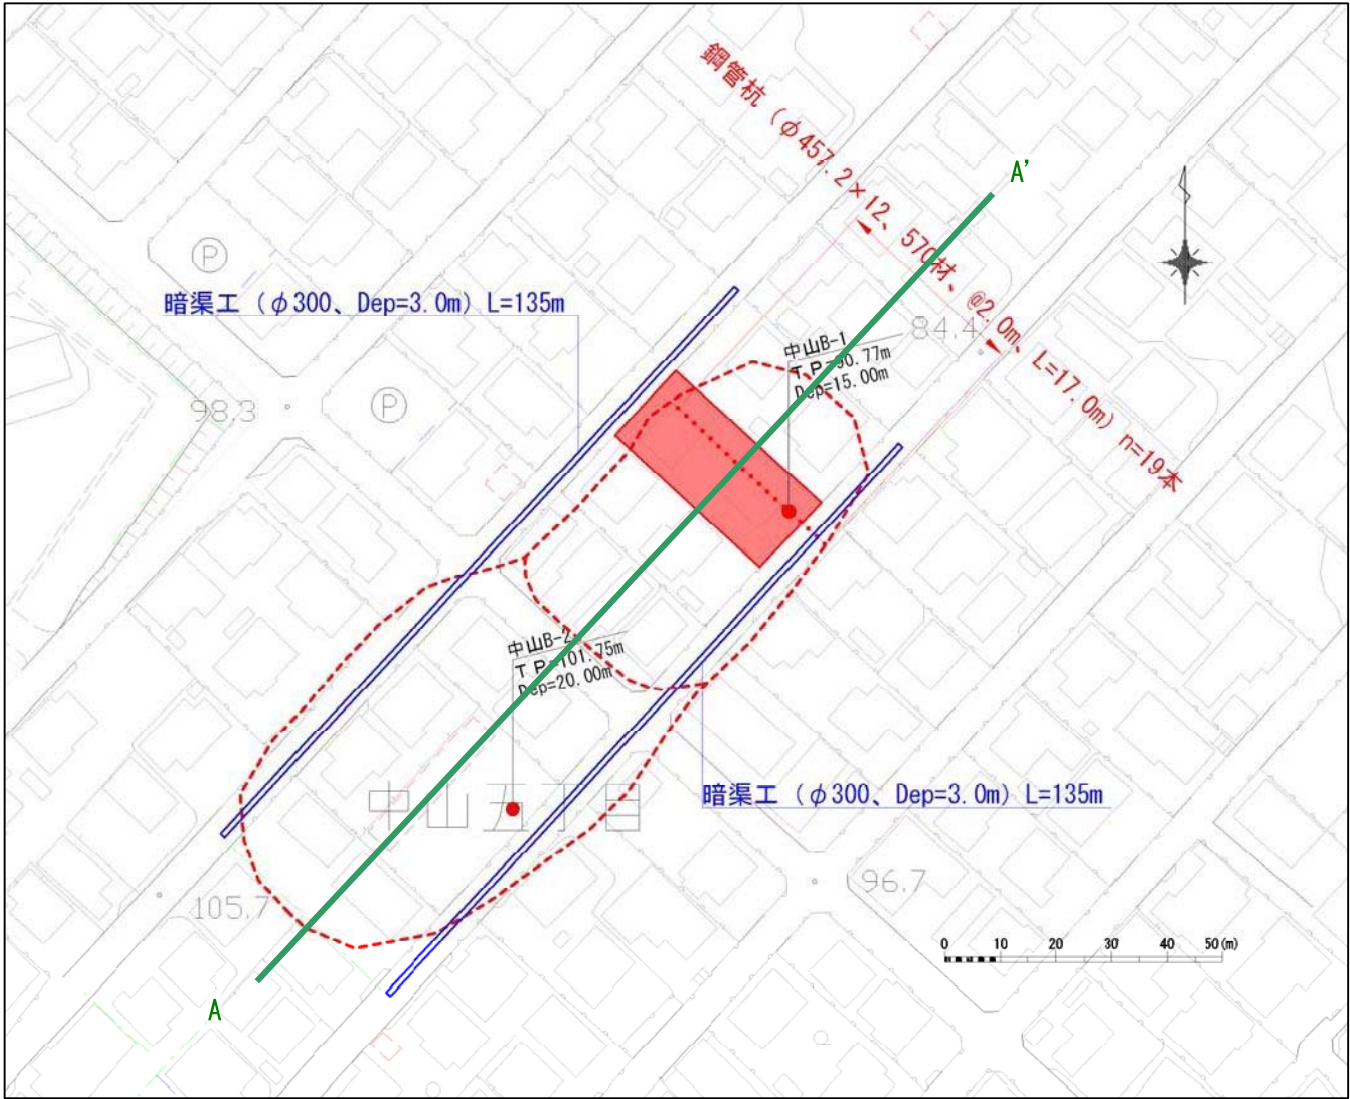 鋼管杭（φ457.2×12、570材、@2.0m、L=17.0m）n=19本
A'
P
暗渠工（φ300、Dep=3.0m）L=135m
84.4
中山B-1
T.P=90.77m
Dep=15.00m
98.3
P
中山B-2
T.P=101.75m
Dep=20.00m
中山五丁目
暗渠工（φ300、Dep=3.0m）L=135m
96.7
105.7
0 10 20 30 40 50(m)
A